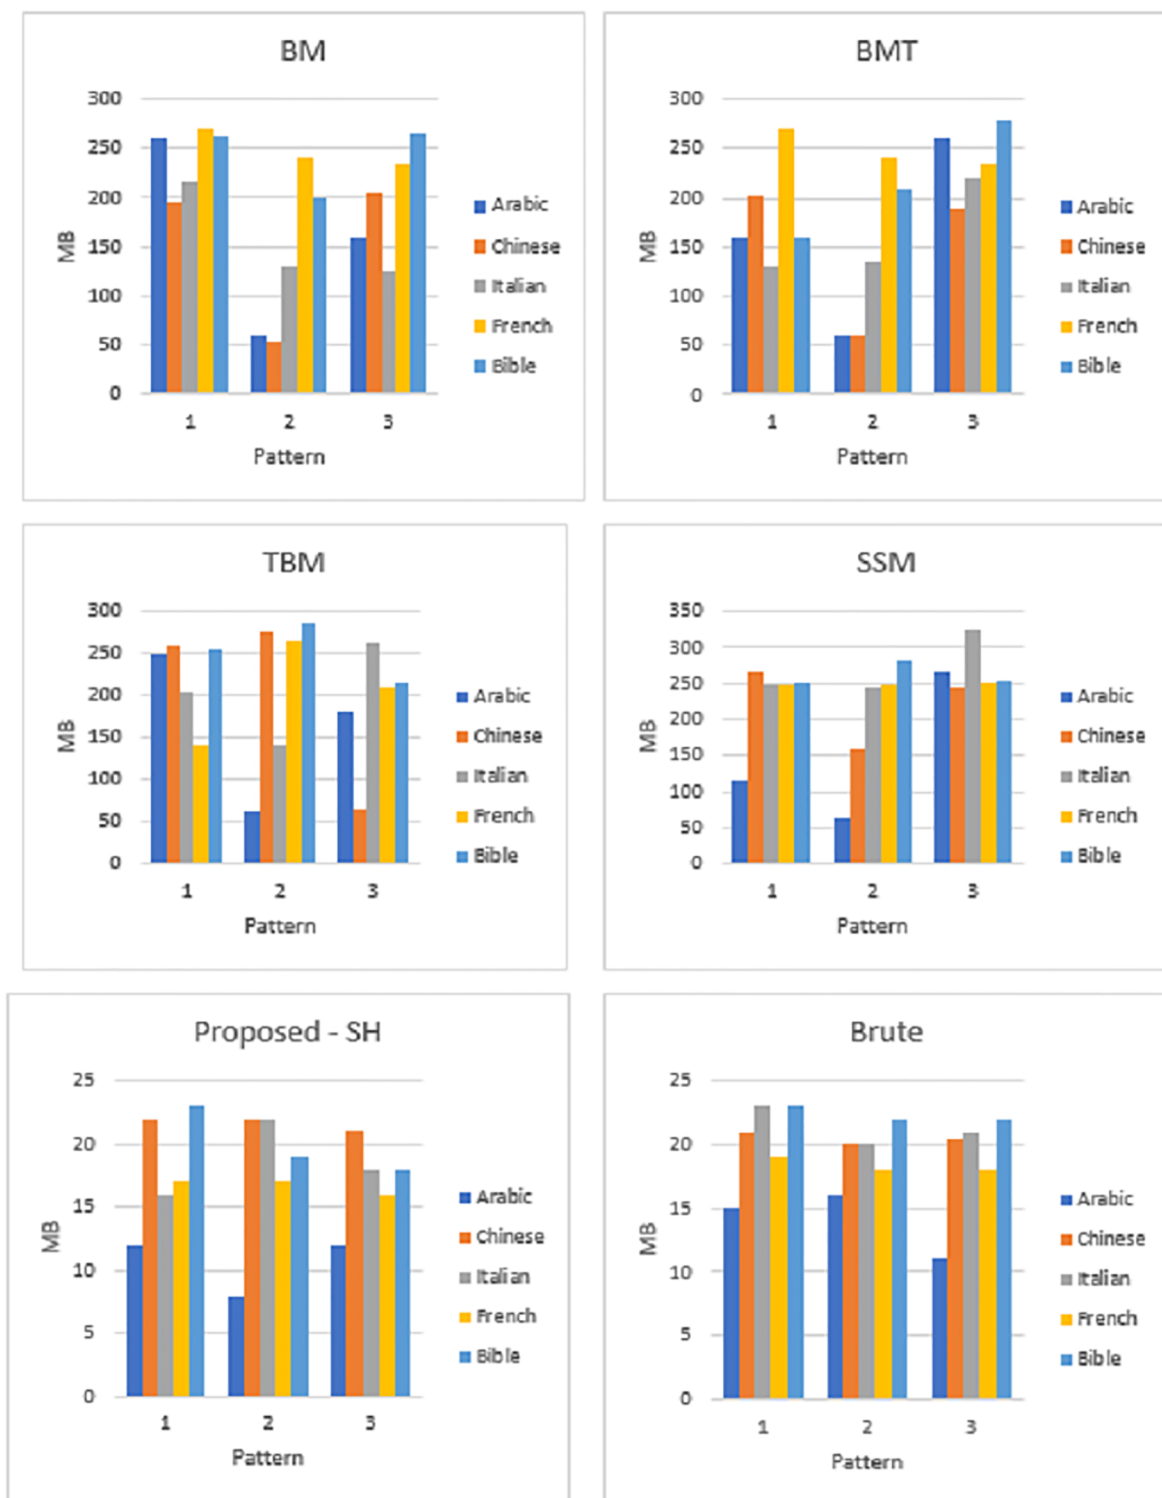 BM
300
250
200
150
100
50
0
MB
1 2 3
Pattern
Arabic
Chinese
Italian
French
Bible
BMT
300
250
200
150
100
50
0
MB
1 2 3
Pattern
Arabic
Chinese
Italian
French
Bible
TBM
300
250
200
150
100
50
0
MB
1 2 3
Pattern
Arabic
Chinese
Italian
French
Bible
SSM
350
300
250
200
150
100
50
0
MB
1 2 3
Pattern
Arabic
Chinese
Italian
French
Bible
Proposed - SH
25
20
15
10
5
0
MB
1 2 3
Pattern
Arabic
Chinese
Italian
French
Bible
Brute
25
20
15
10
5
0
MB
1 2 3
Pattern
Arabic
Chinese
Italian
French
Bible